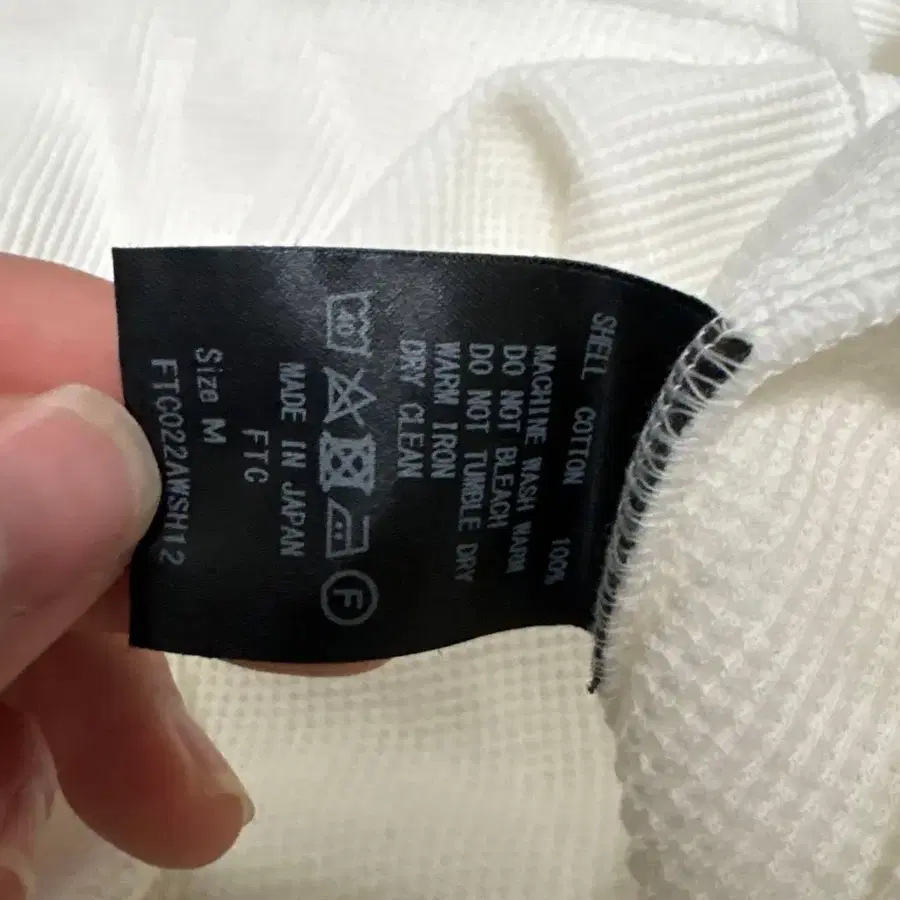 SHELL COTTON 100%
MACHINE WASH WARM
DO NOT BLEACH
DO NOT TUMBLE DRY
WARM IRON
DRY CLEAN
40
F
MADE IN JAPAN
FTC
Size M
FTC022AWSH12